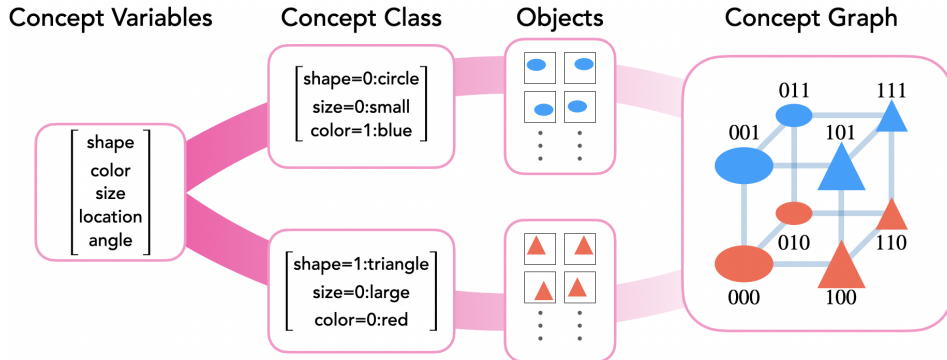 Concept Variables
Concept Class
Objects
Concept Graph
shape
color
size
location
angle
shape=0:circle
size=0:small
color=1:blue
shape=1:triangle
size=0:large
color=0:red
011
111
001
101
010
110
000
100